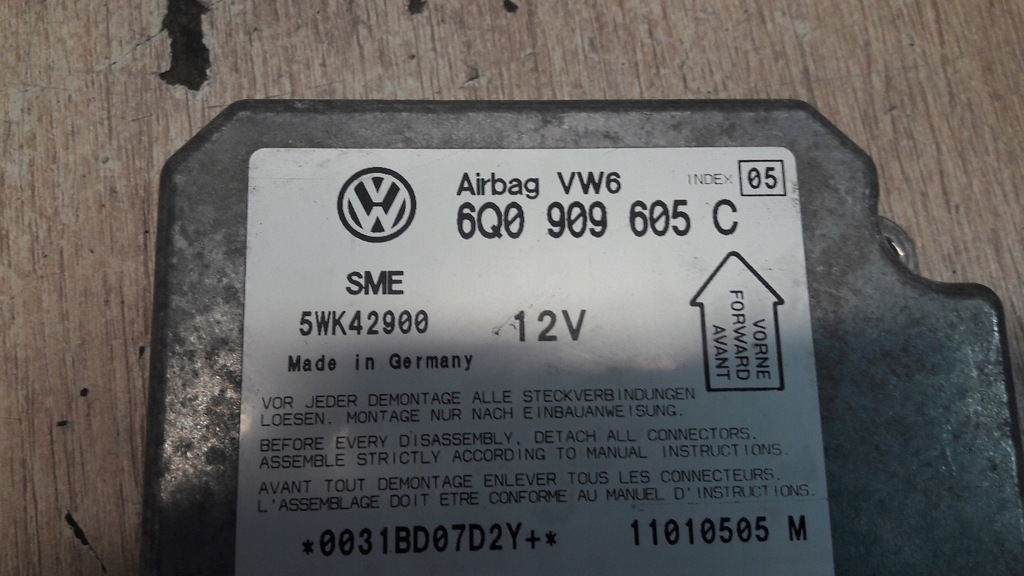 Airbag VW6 INDEX 05
6Q0 909 605 C
SME
5WK42900 12V
Made in Germany
VORNE
FORWARD
AVANT
VOR JEDER DEMONTAGE ALLE STECKVERBINDUNGEN
LOESEN. MONTAGE NUR NACH EINBAUANWEISUNG.
BEFORE EVERY DISASSEMBLY, DETACH ALL CONNECTORS.
ASSEMBLE STRICTLY ACCORDING TO MANUAL INSTRUCTIONS.
AVANT TOUT DEMONTAGE ENLEVER TOUS LES CONNECTEURS.
L'ASSEMBLAGE DOIT ETRE CONFORME AU MANUEL D'INSTRUCTIONS.
*0031BD07D2Y+* 11010505 M